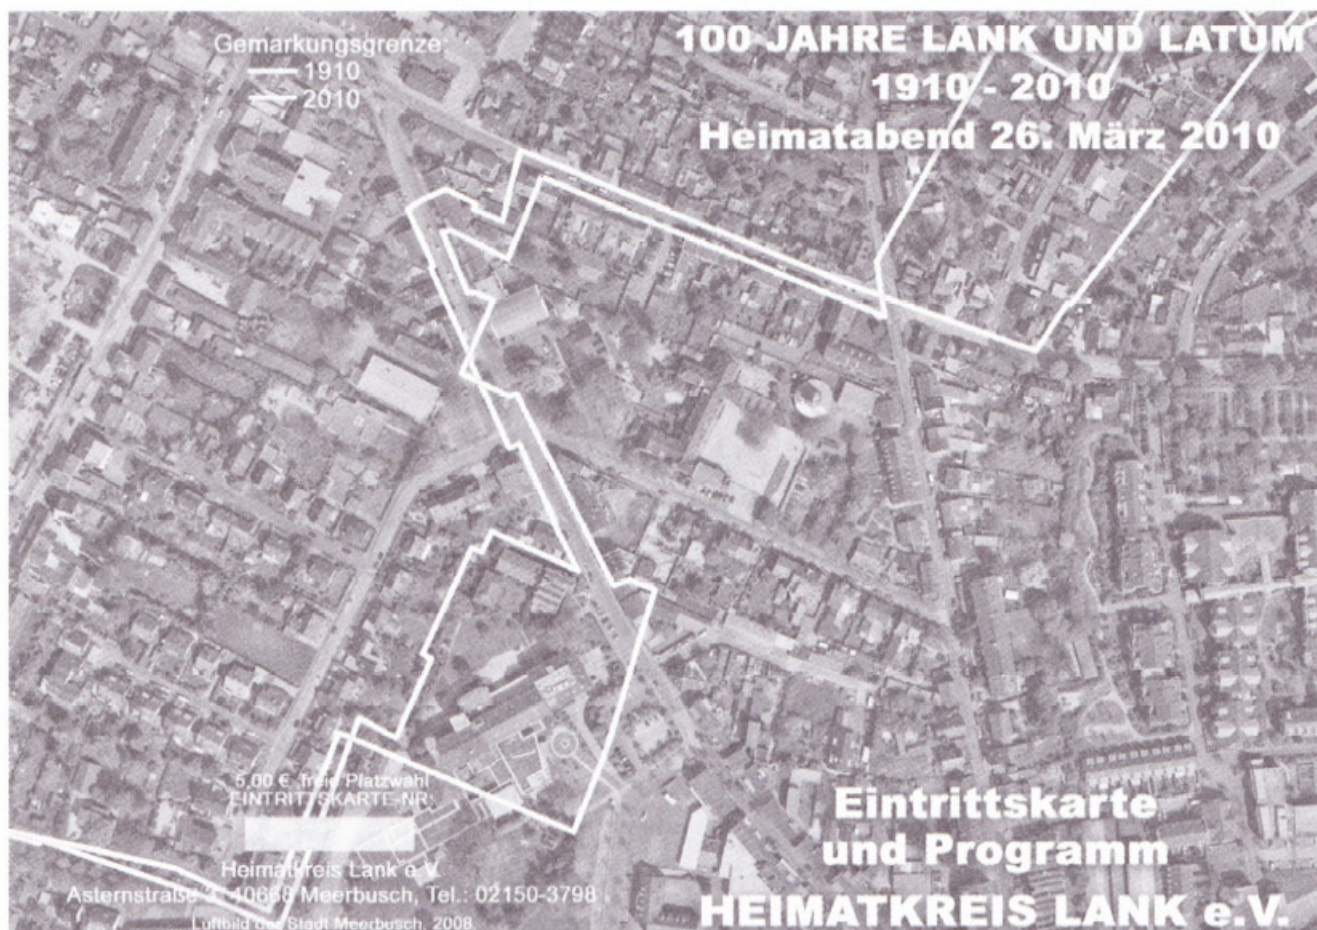 Gemarkungsgrenze:
1910
2010
100 JAHRE LANK UND LATUM
1910 - 2010
Heimatabend 26. März 2010
5,00 €, freie Platzwahl
EINTRITTSKARTE-NR:
Heimatkreis Lank e.V.
Asternstraße 3, 40668 Meerbusch, Tel.: 02150-3798
Luftbild der Stadt Meerbusch, 2008
Eintrittskarte
und Programm
HEIMATKREIS LANK e.V.